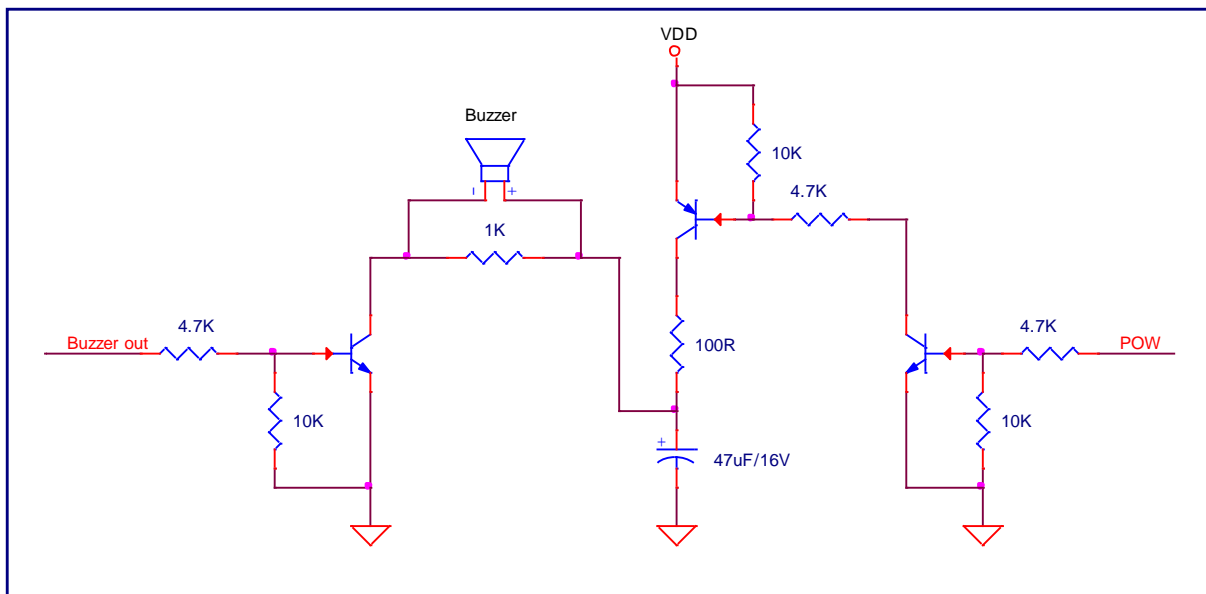 VDD
Buzzer
10K
- +
4.7K
1K
Buzzer out
4.7K
100R
4.7K
POW
10K
10K
+
47uF/16V